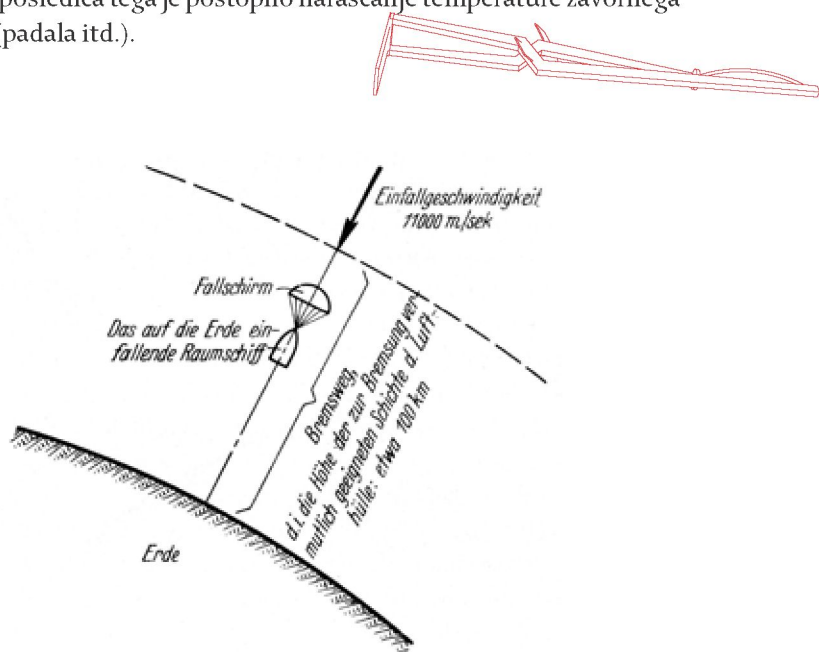 posledica tega je postopno naraščanje temperature zavornega
(padala itd.).
Einfallgeschwindigkeit
11000 m/sek
Fallschirm
Das auf die Erde ein-
fallende Raumschiff
Bremsweg,
d.i. die Höhe der zur Bremsung ver-
mutlich geeigneten Schichte d. Luft-
hülle: etwa 100 km
Erde